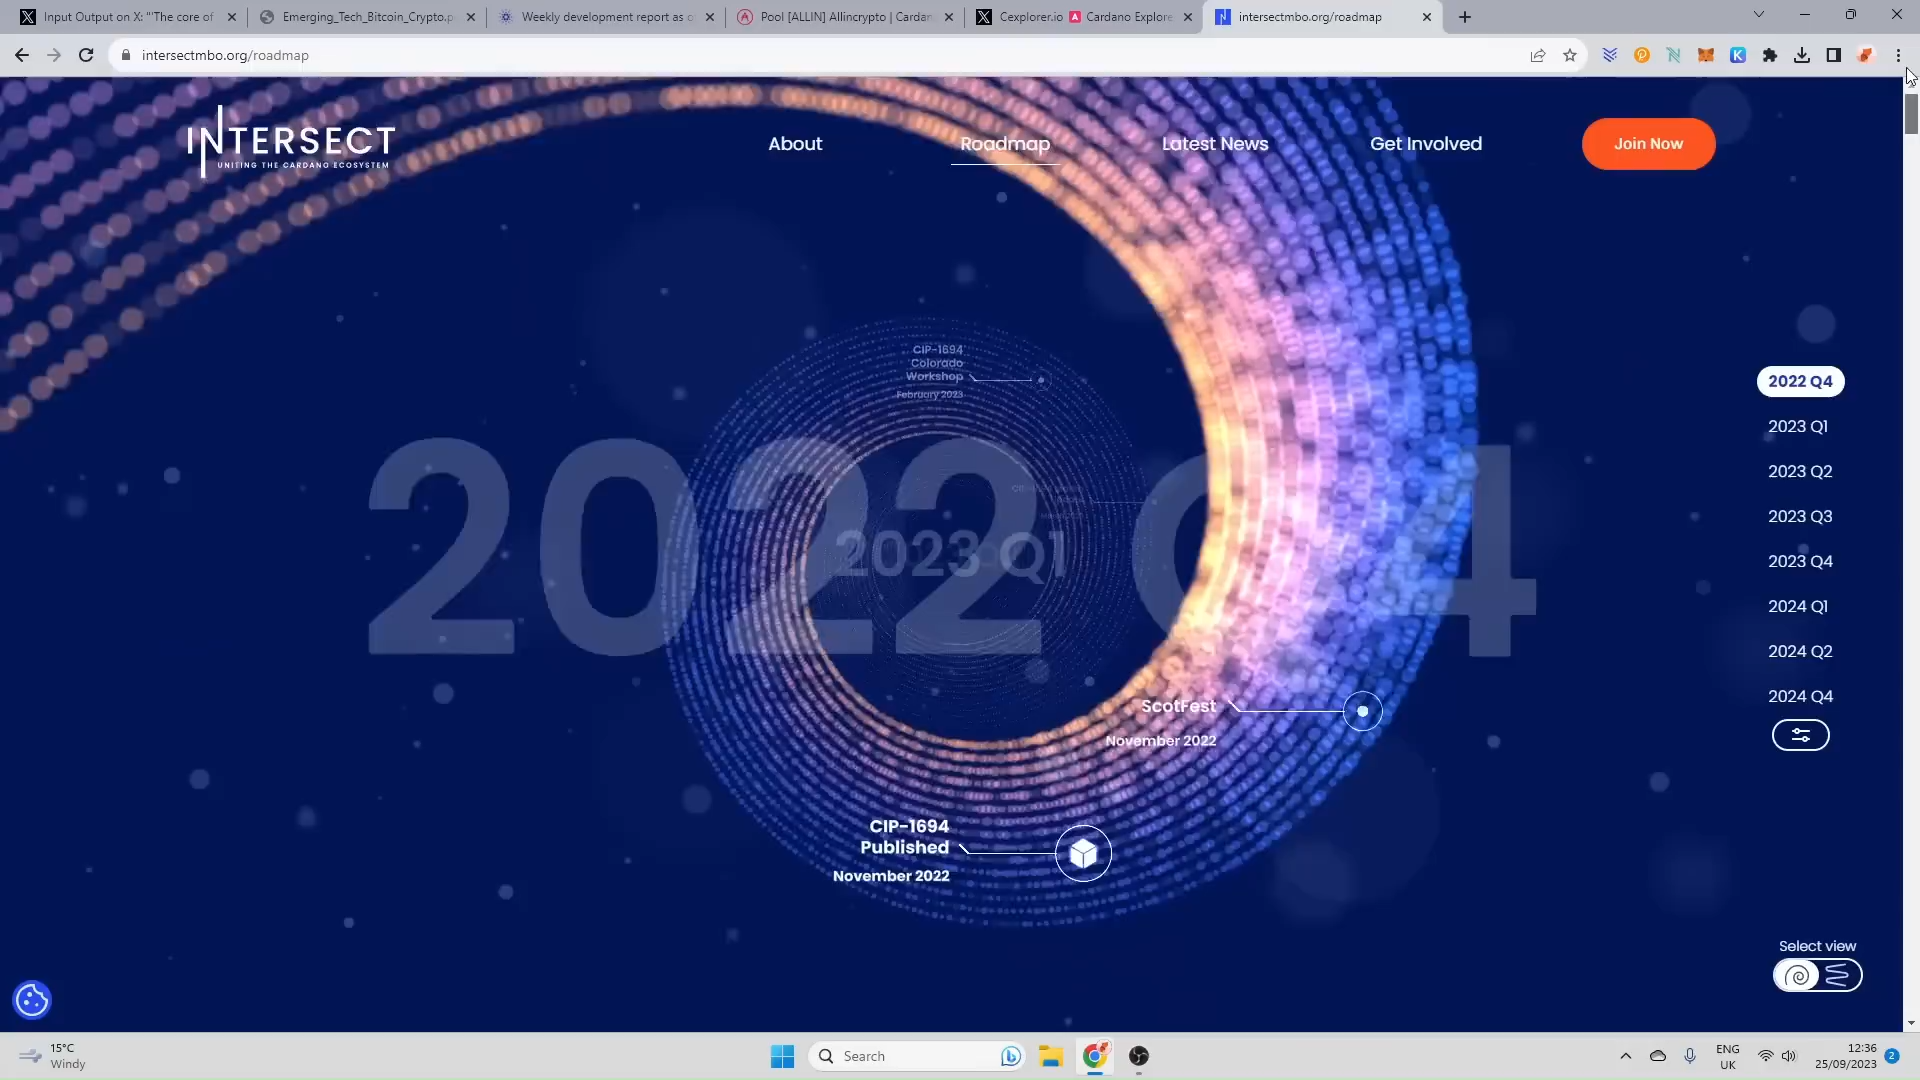 Input Output on X: "'The core of
Emerging_Tech_Bitcoin_Crypto.p
Weekly development report as o
Pool [ALLIN] Allincrypto | Cardan
Cexplorer.io
Cardano Explore
intersectmbo.org/roadmap
intersectmbo.org/roadmap
INTERSECT
UNITING THE CARDANO ECOSYSTEM
About
Roadmap
Latest News
Get Involved
Join Now
CIP-1694
Colorado
Workshop
February 2023
2022 Q4
2023 Q1
2022 Q4
2023 Q1
2023 Q2
2023 Q3
2023 Q4
2024 Q1
2024 Q2
2024 Q4
ScotFest
November 2022
CIP-1694
Published
November 2022
Select view
15°C
Windy
Search
ENG
UK
12:36
25/09/2023
2